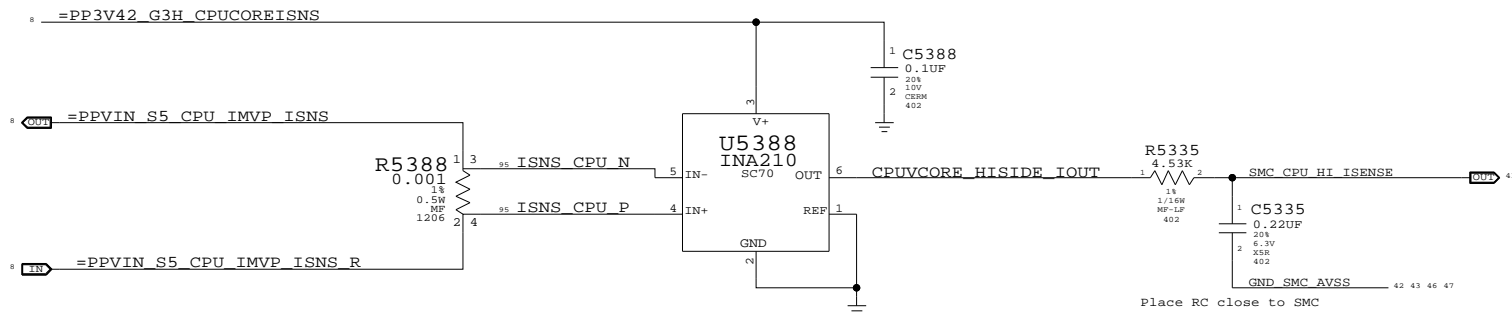 8 =PP3V42_G3H_CPUCOREISNS
1 C5388
0.1UF
20%
10V
2 CERM
402
3
V+
8 OUT =PPVIN_S5_CPU_IMVP_ISNS
R5388 1 3
0.001
1%
0.5W
MF
1206
2 4
95 ISNS_CPU_N
95 ISNS_CPU_P
U5388
INA210
SC70
5 IN-
4 IN+
OUT 6
REF 1
GND
2
CPUVCORE_HISIDE_IOUT
R5335
4.53K
1 2
1%
1/16W
MF-LF
402
SMC_CPU_HI_ISENSE
OUT
1 C5335
0.22UF
20%
6.3V
2 X5R
402
GND_SMC_AVSS 42 43 46 47
8 IN =PPVIN_S5_CPU_IMVP_ISNS_R
Place RC close to SMC